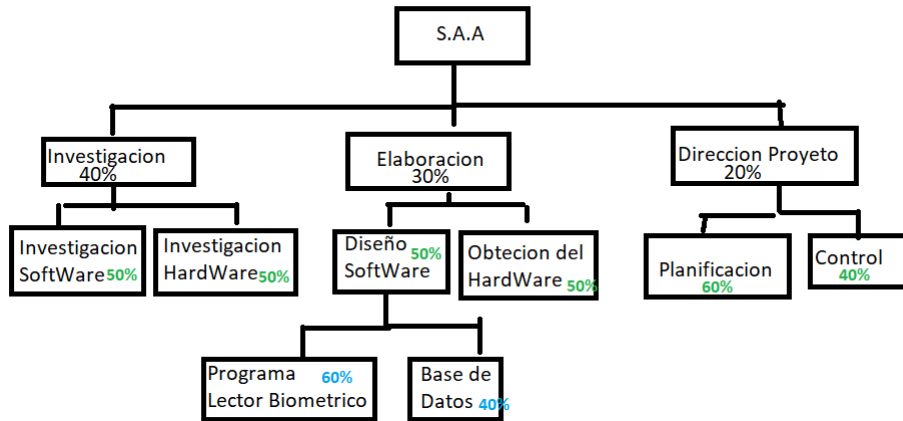 S.A.A
Investigacion
40%
Elaboracion
30%
Direccion Proyeto
20%
Investigacion
SoftWare 50%
Investigacion
HardWare 50%
Diseño 50%
SoftWare
Obtecion del
HardWare 50%
Planificacion
60%
Control
40%
Programa 60%
Lector Biometrico
Base de
Datos 40%